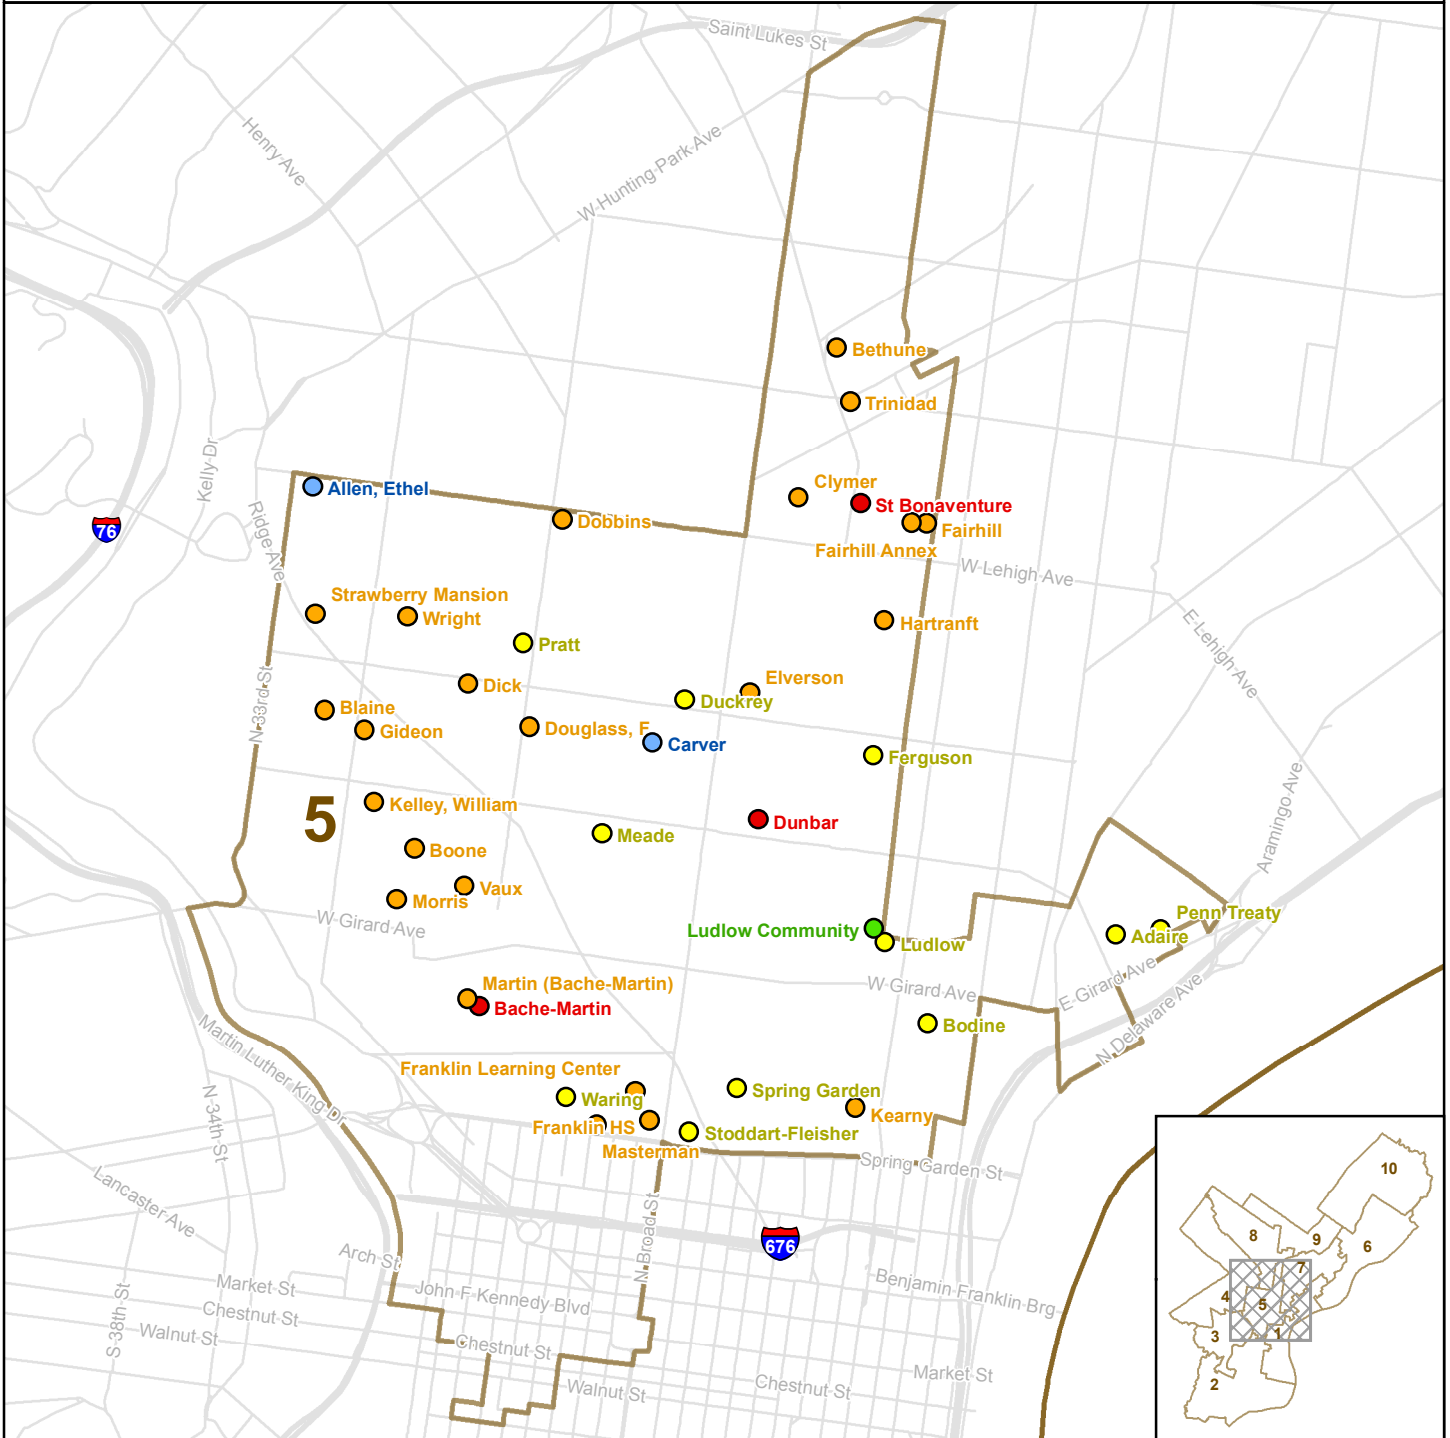 Saint Lukes St
Henry Ave
W Hunting Park Ave
Bethune
Trinidad
Kelly Dr
Allen, Ethel
Clymer
St Bonaventure
76
Ridge Ave
Dobbins
Fairhill
Fairhill Annex
W Lehigh Ave
Strawberry Mansion
Wright
Hartranft
E Lehigh Ave
Pratt
N 33rd St
Dick
Elverson
Duckrey
Blaine
Gideon
Douglass, F
Carver
Ferguson
Aramingo Ave
5
Kelley, William
Dunbar
Meade
Boone
Vaux
Morris
W Girard Ave
Ludlow Community
Ludlow
Penn Treaty
Adaire
E Girard Ave
Martin (Bache-Martin)
Bache-Martin
W Girard Ave
N Delaware Ave
Bodine
Martin Luther King Dr
Franklin Learning Center
Waring
Spring Garden
Kearny
N 34th St
Franklin HS
Stoddart-Fleisher
Masterman
Spring Garden St
Lancaster Ave
N Broad St
676
Arch St
Market St
John F Kennedy Blvd
Benjamin Franklin Brg
Chestnut St
S 38th St
Walnut St
Chestnut St
Market St
Walnut St
Chestnut St
10
8
9
6
7
4
5
3
1
2